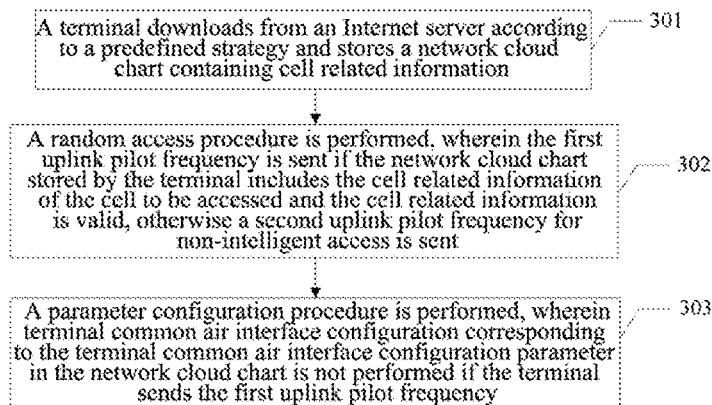 A terminal downloads from an Internet server according
to a predefined strategy and stores a network cloud
chart containing cell related information
301
A random access procedure is performed, wherein the first
uplink pilot frequency is sent if the network cloud chart
stored by the terminal includes the cell related information
of the cell to be accessed and the cell related information
is valid, otherwise a second uplink pilot frequency for
non-intelligent access is sent
302
A parameter configuration procedure is performed, wherein
terminal common air interface configuration corresponding
to the terminal common air interface configuration parameter
in the network cloud chart is not performed if the terminal
sends the first uplink pilot frequency
303